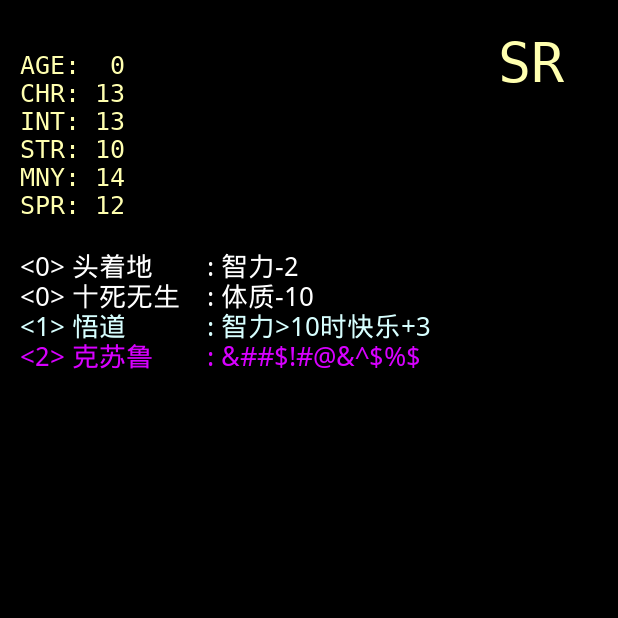 SR
AGE: 0
CHR: 13
INT: 13
STR: 10
MNY: 14
SPR: 12
<0> 头着地 : 智力-2
<0> 十死无生 : 体质-10
<1> 悟道 : 智力>10时快乐+3
<2> 克苏鲁 : &##$!#@&^$%$